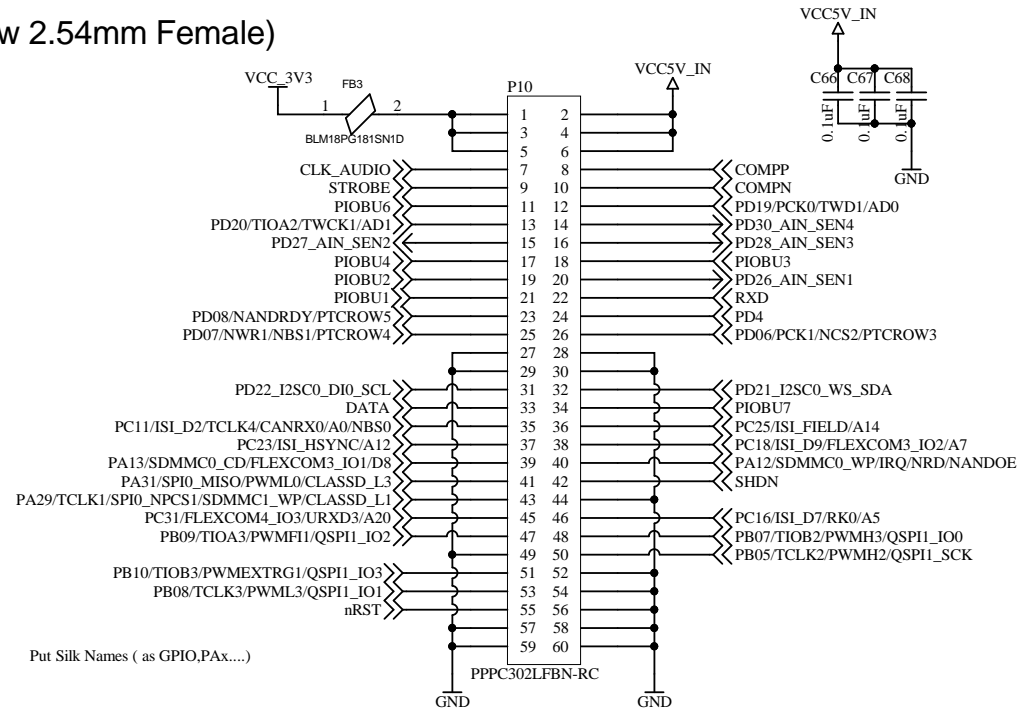 w 2.54mm Female)
VCC5V_IN
VCC_3V3
FB3
VCC5V_IN
C66 C67 C68
0.1uF 0.1uF 0.1uF
GND
1 2
BLM18PG181SN1D
P10
1 2
3 4
5 6
CLK_AUDIO 7 8 COMPP
STROBE 9 10 COMPN
PIOBU6 11 12 PD19/PCK0/TWD1/AD0
PD20/TIOA2/TWCK1/AD1 13 14 PD30_AIN_SEN4
PD27_AIN_SEN2 15 16 PD28_AIN_SEN3
PIOBU4 17 18 PIOBU3
PIOBU2 19 20 PD26_AIN_SEN1
PIOBU1 21 22 RXD
PD08/NANDRDY/PTCROW5 23 24 PD4
PD07/NWR1/NBS1/PTCROW4 25 26 PD06/PCK1/NCS2/PTCROW3
27 28
29 30
PD22_I2SC0_DI0_SCL 31 32 PD21_I2SC0_WS_SDA
DATA 33 34 PIOBU7
PC11/ISI_D2/TCLK4/CANRX0/A0/NBS0 35 36 PC25/ISI_FIELD/A14
PC23/ISI_HSYNC/A12 37 38 PC18/ISI_D9/FLEXCOM3_IO2/A7
PA13/SDMMC0_CD/FLEXCOM3_IO1/D8 39 40 PA12/SDMMC0_WP/IRQ/NRD/NANDOE
PA31/SPI0_MISO/PWML0/CLASSD_L3 41 42 SHDN
PA29/TCLK1/SPI0_NPCS1/SDMMC1_WP/CLASSD_L1 43 44
PC31/FLEXCOM4_IO3/URXD3/A20 45 46 PC16/ISI_D7/RK0/A5
PB09/TIOA3/PWMFI1/QSPI1_IO2 47 48 PB07/TIOB2/PWMH3/QSPI1_IO0
49 50 PB05/TCLK2/PWMH2/QSPI1_SCK
PB10/TIOB3/PWMEXTRG1/QSPI1_IO3 51 52
PB08/TCLK3/PWML3/QSPI1_IO1 53 54
nRST 55 56
57 58
59 60
Put Silk Names ( as GPIO,PAx....)
PPPC302LFBN-RC
GND GND